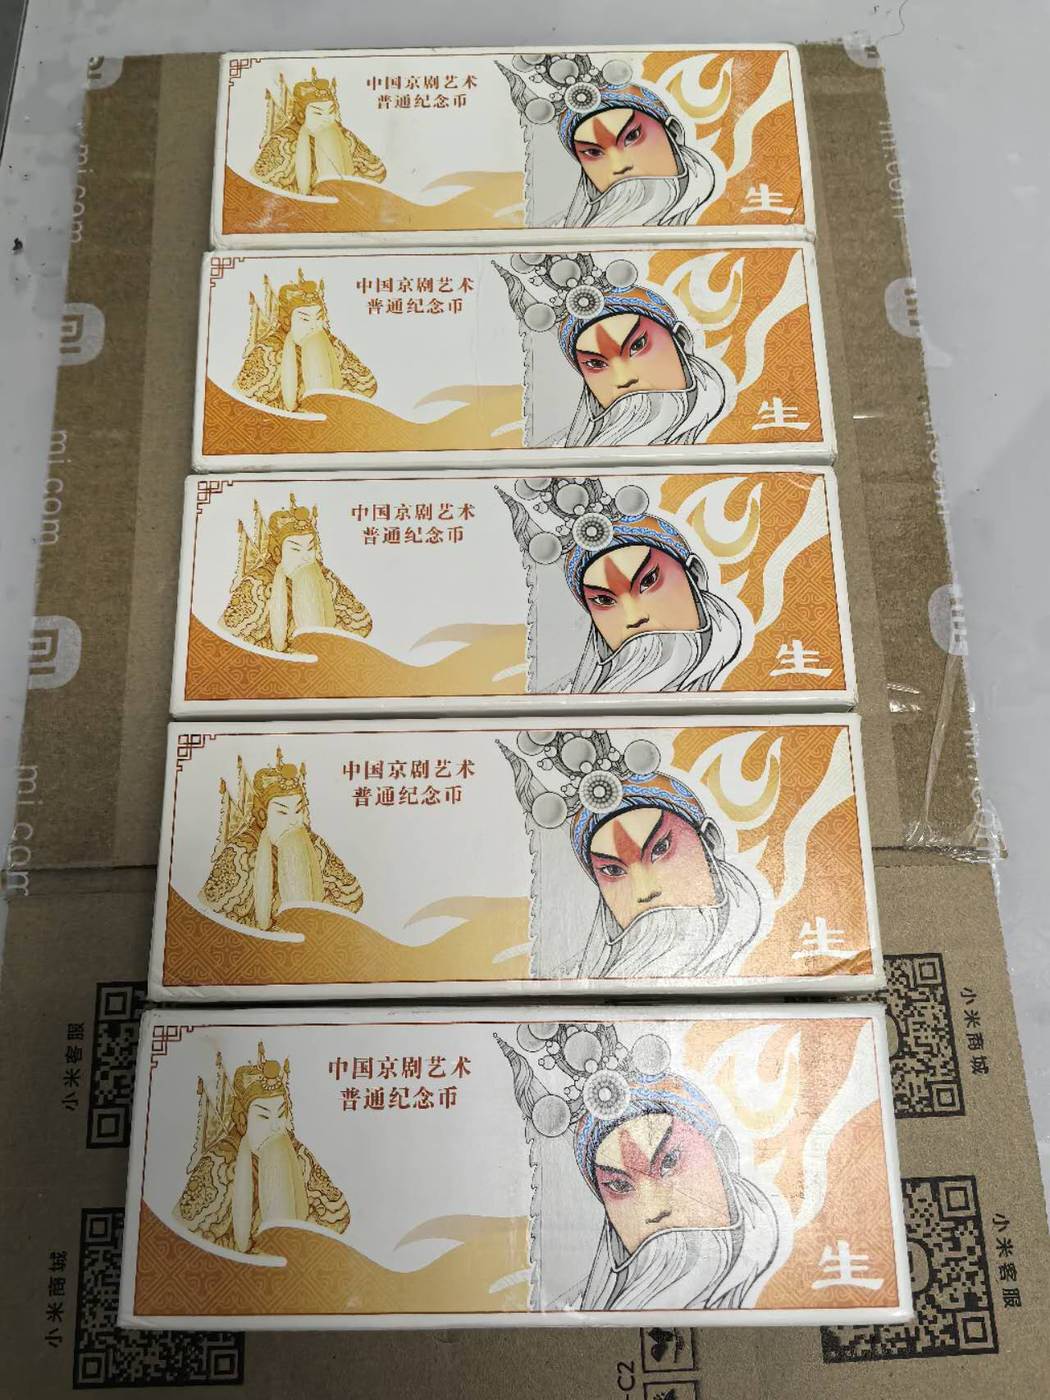 中国京剧艺术
普通纪念币
生
中国京剧艺术
普通纪念币
生
中国京剧艺术
普通纪念币
生
中国京剧艺术
普通纪念币
生
中国京剧艺术
普通纪念币
生
mi.com
mi.com
mi.com
小米客服
小米商城
小米商城
小米客服
-C2